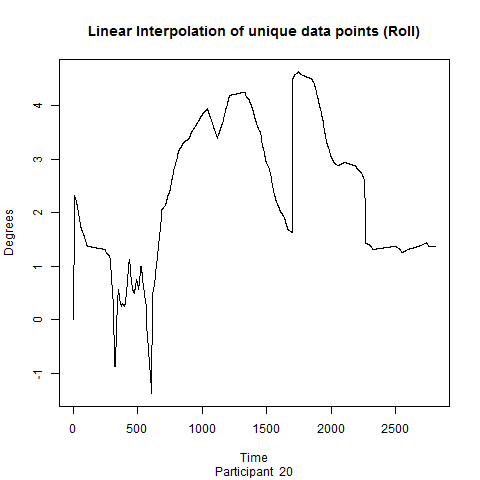 Linear Interpolation of unique data points (Roll)
Degrees
4
3
2
1
0
-1
0 500 1000 1500 2000 2500
Time
Participant 20